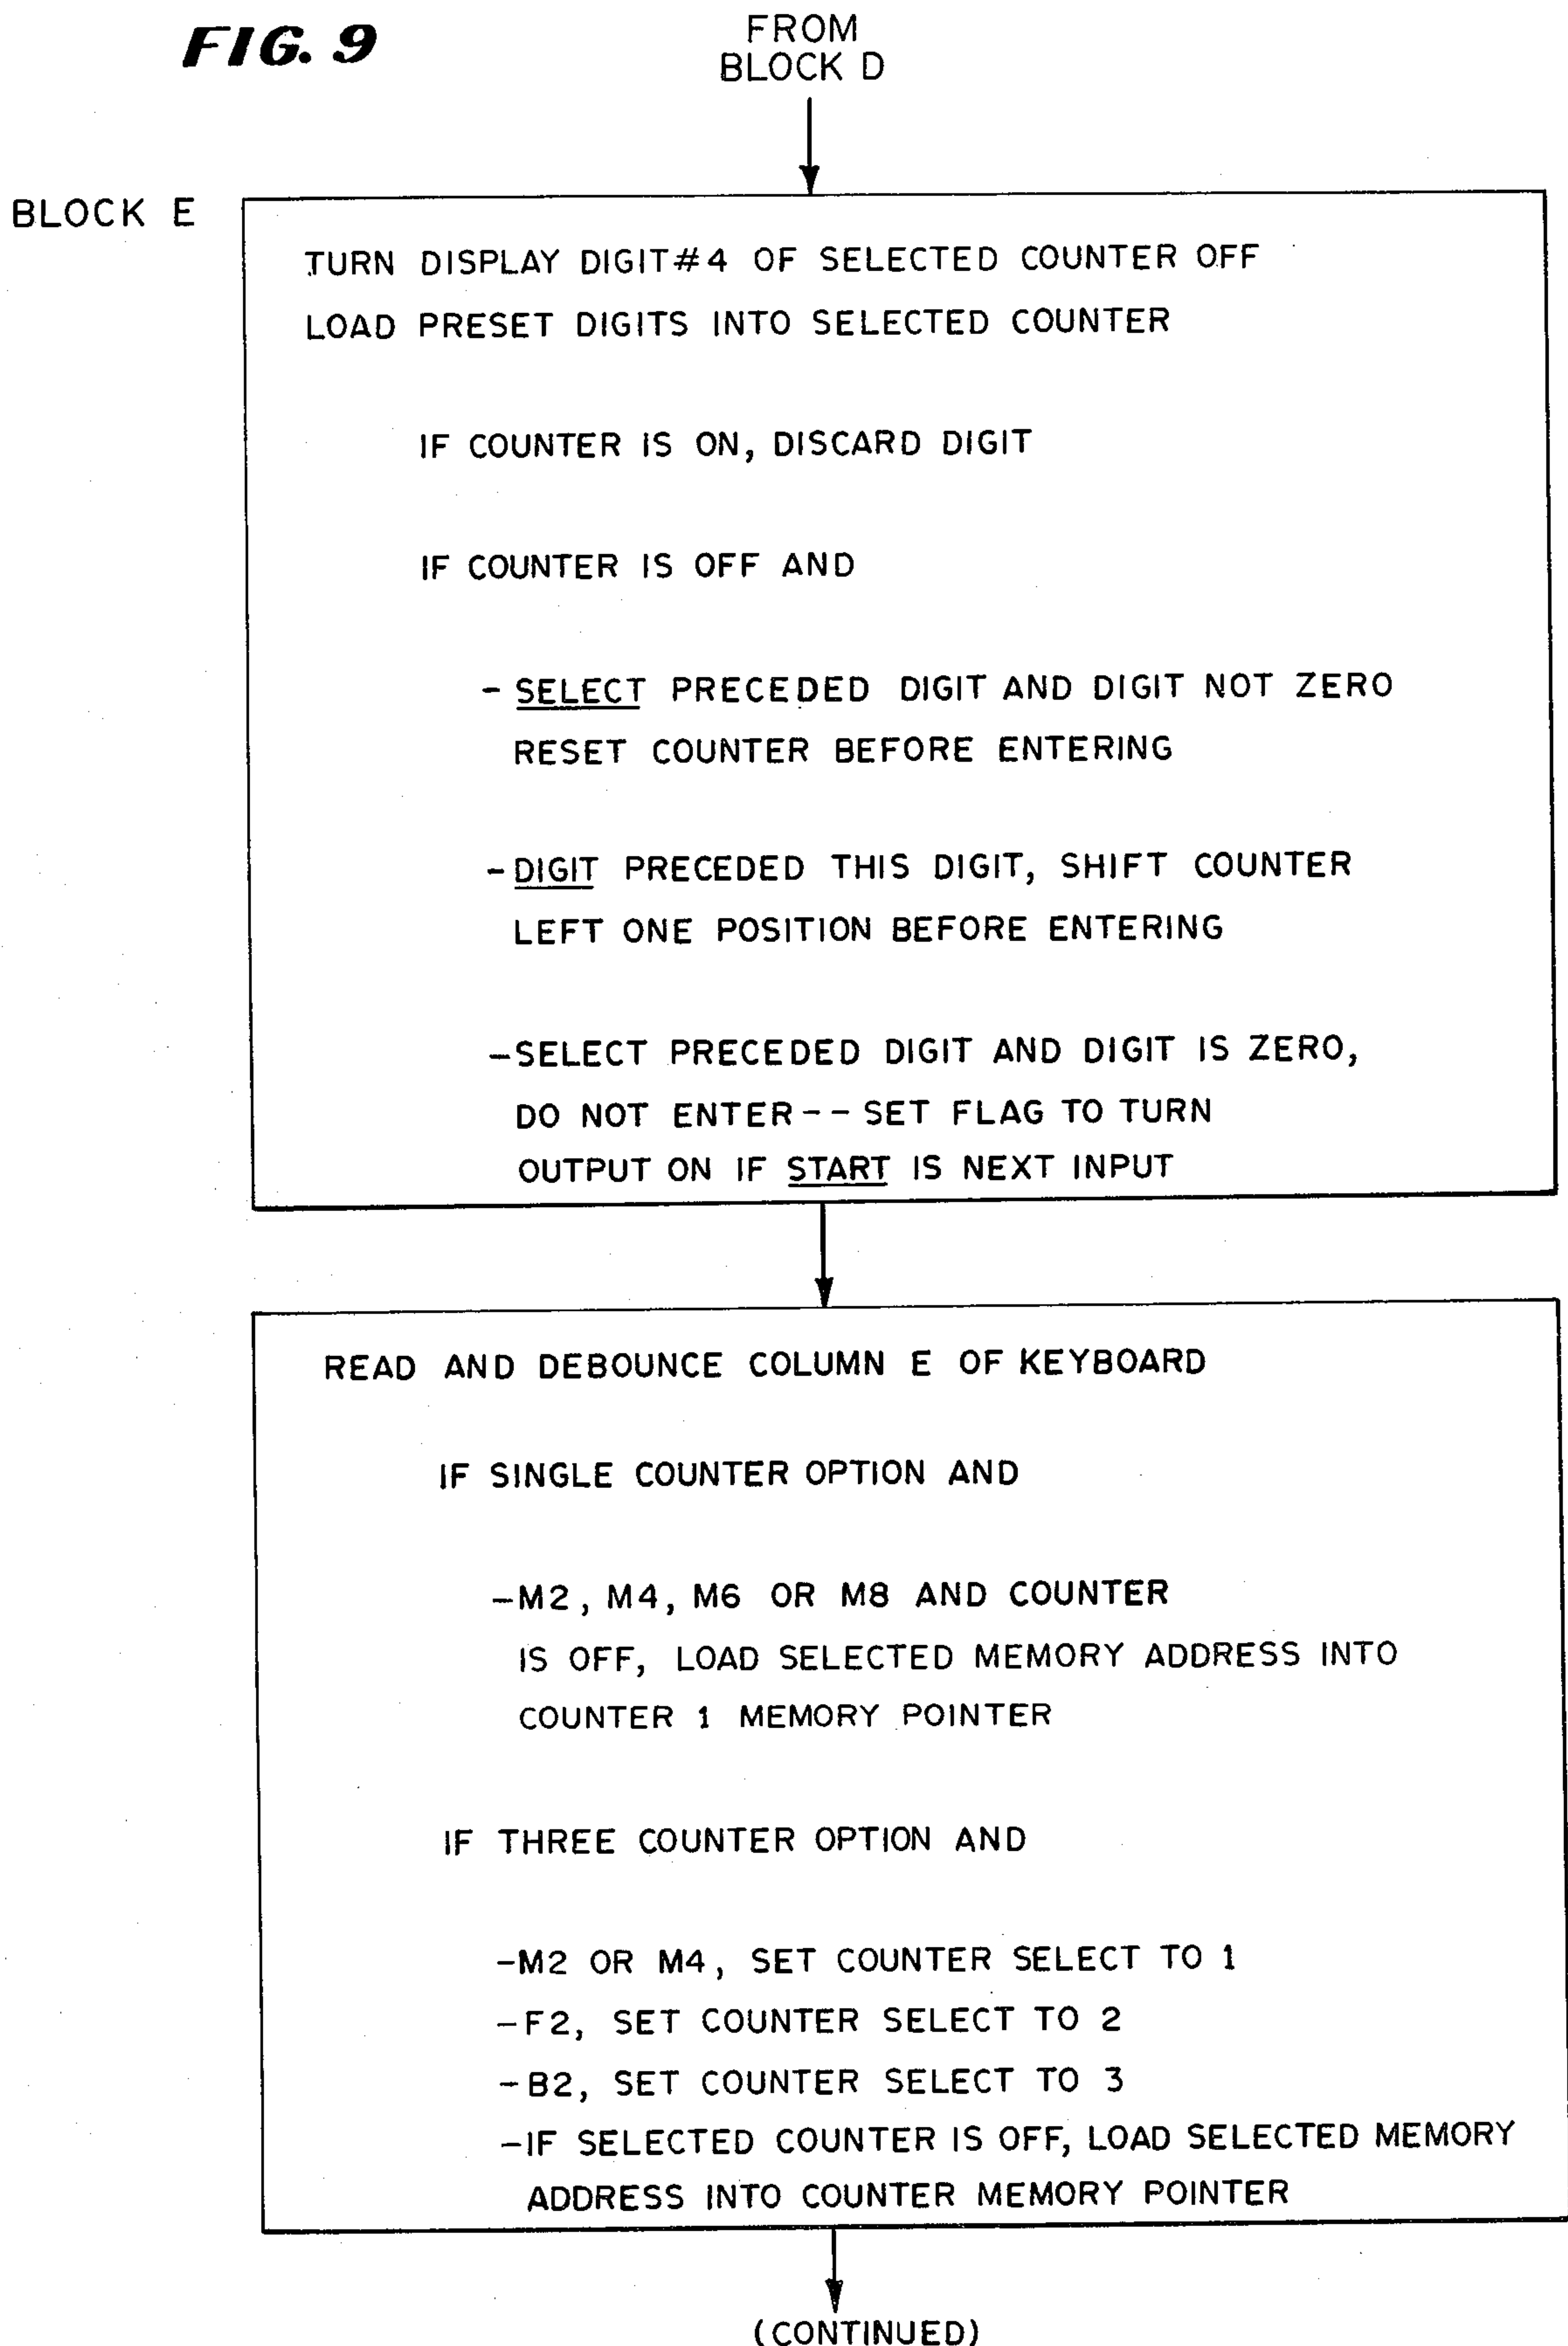 FIG. 9
FROM
BLOCK D
BLOCK E
TURN DISPLAY DIGIT#4 OF SELECTED COUNTER OFF
LOAD PRESET DIGITS INTO SELECTED COUNTER
IF COUNTER IS ON, DISCARD DIGIT
IF COUNTER IS OFF AND
- SELECT PRECEDED DIGIT AND DIGIT NOT ZERO
RESET COUNTER BEFORE ENTERING
- DIGIT PRECEDED THIS DIGIT, SHIFT COUNTER
LEFT ONE POSITION BEFORE ENTERING
-SELECT PRECEDED DIGIT AND DIGIT IS ZERO,
DO NOT ENTER -- SET FLAG TO TURN
OUTPUT ON IF START IS NEXT INPUT
READ AND DEBOUNCE COLUMN E OF KEYBOARD
IF SINGLE COUNTER OPTION AND
-M2, M4, M6 OR M8 AND COUNTER
IS OFF, LOAD SELECTED MEMORY ADDRESS INTO
COUNTER 1 MEMORY POINTER
IF THREE COUNTER OPTION AND
-M2 OR M4, SET COUNTER SELECT TO 1
-F2, SET COUNTER SELECT TO 2
-B2, SET COUNTER SELECT TO 3
-IF SELECTED COUNTER IS OFF, LOAD SELECTED MEMORY
ADDRESS INTO COUNTER MEMORY POINTER
(CONTINUED)